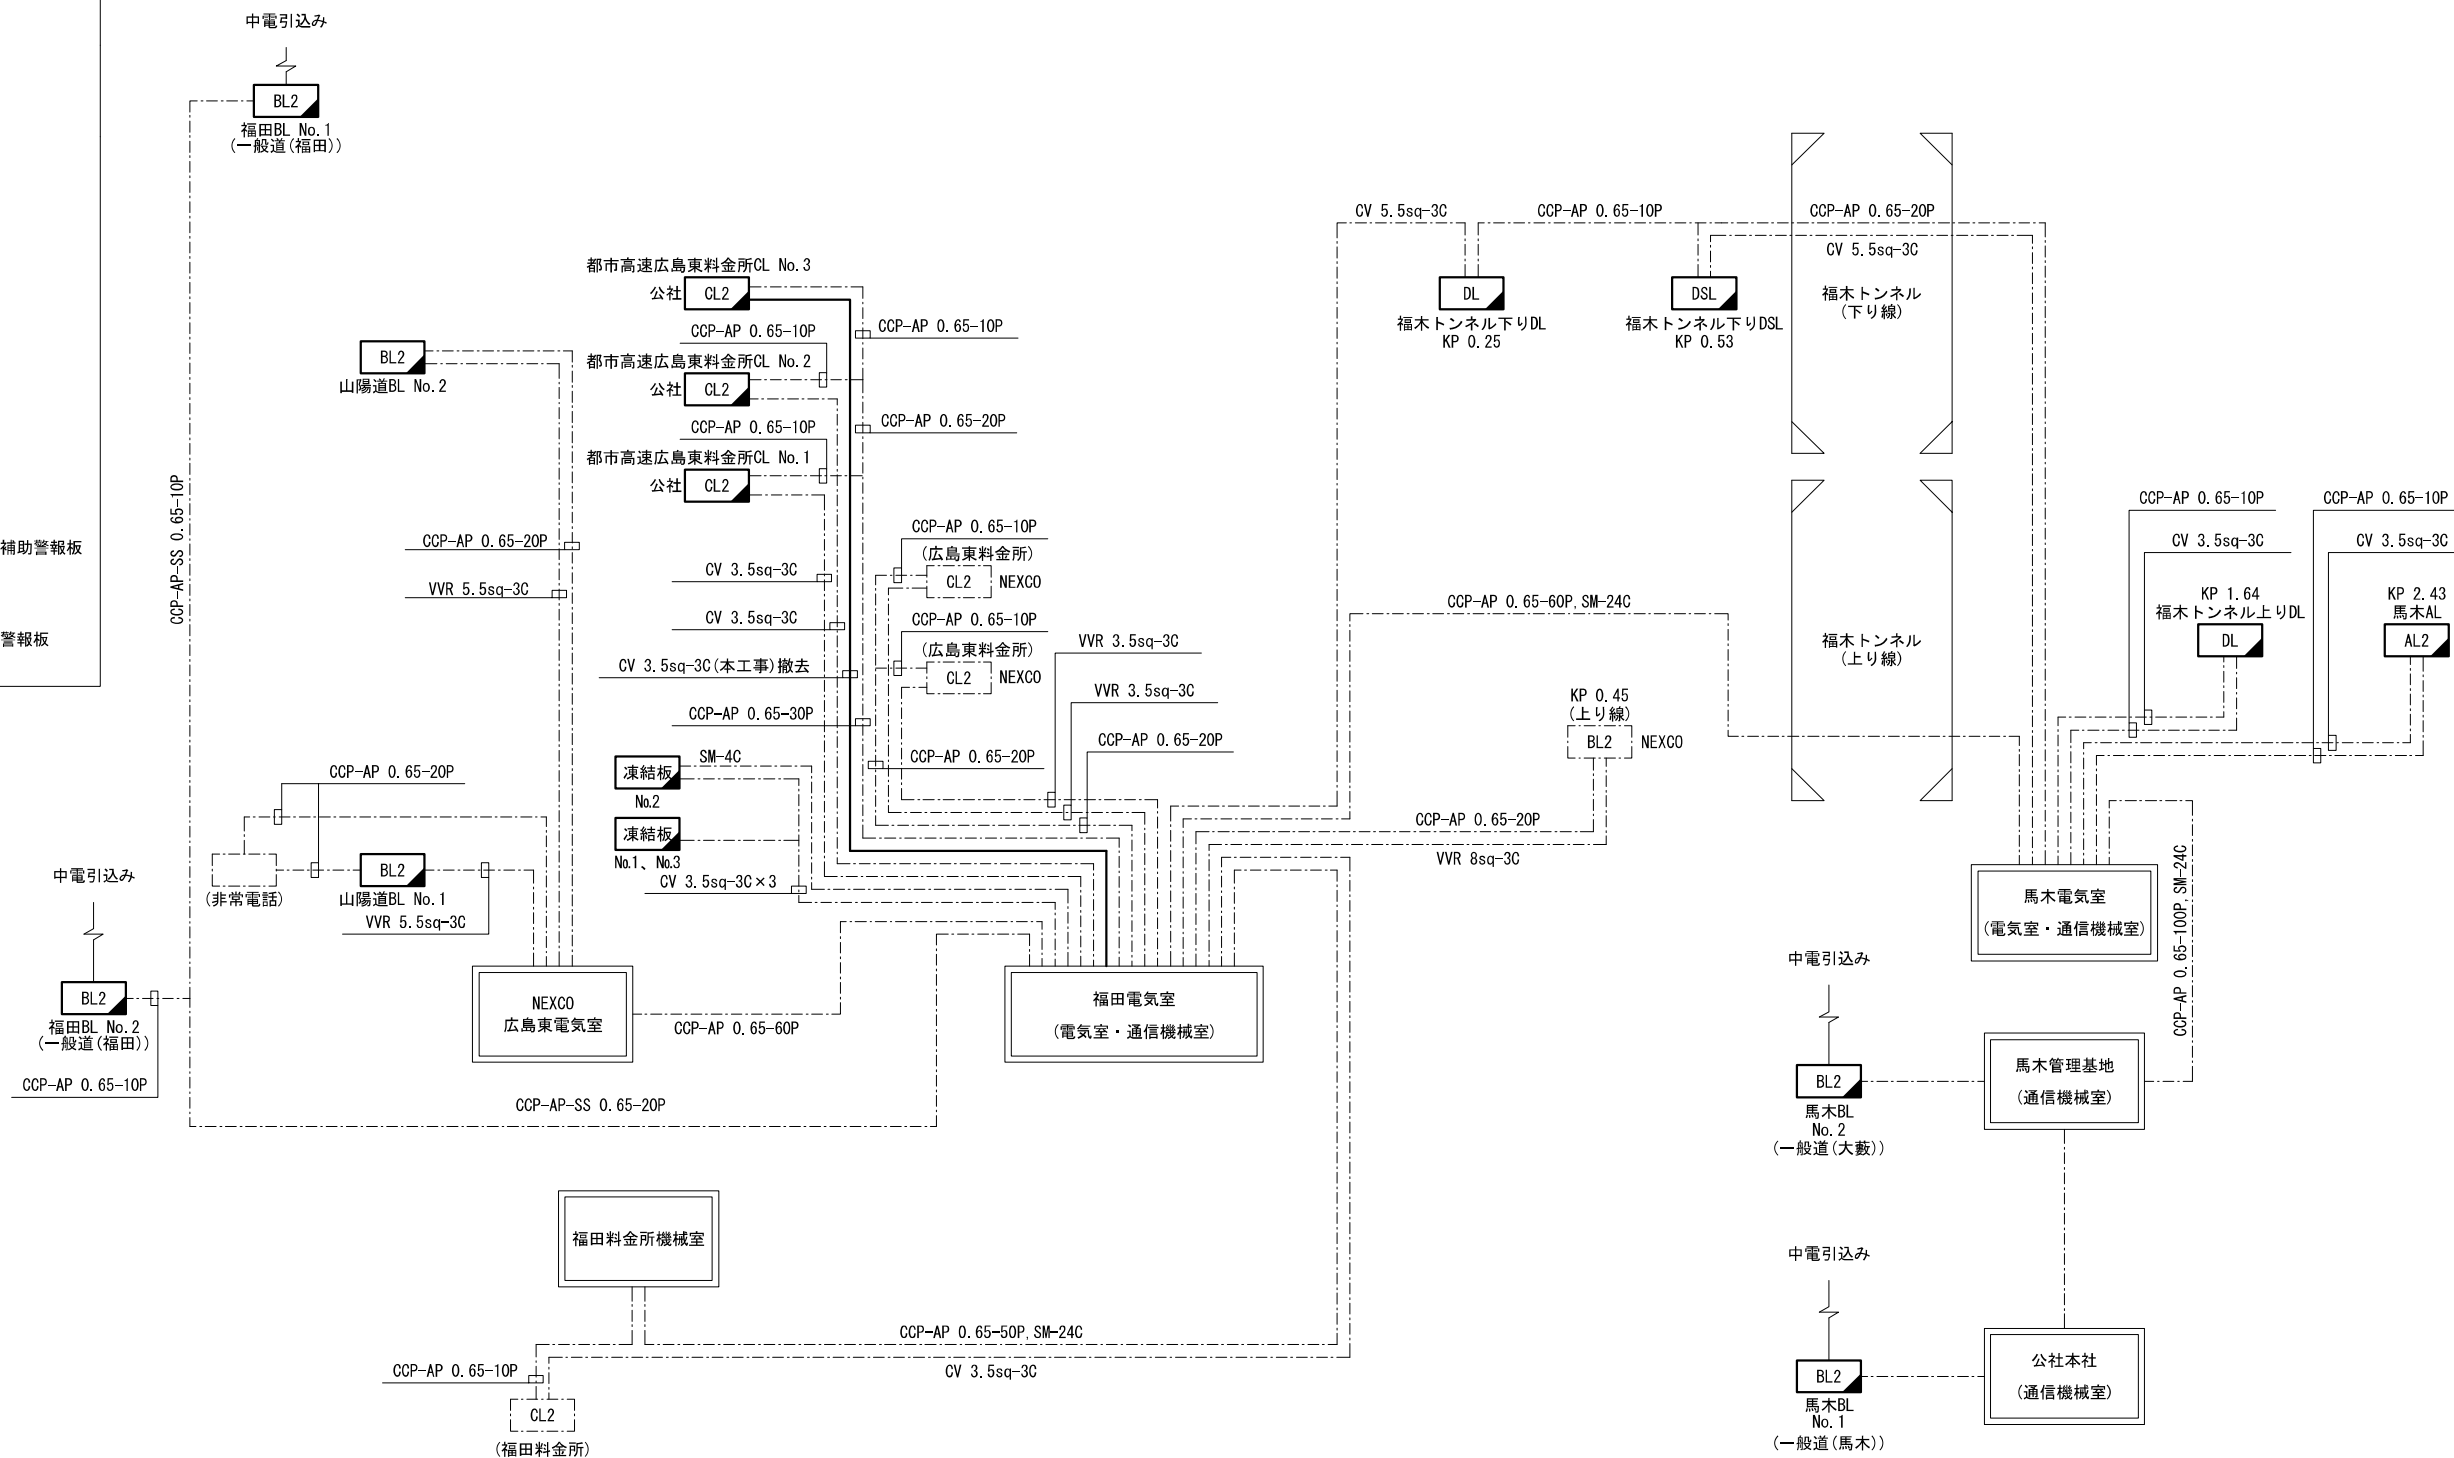 中電引込み
BL2
福田BL No.1
(一般道(福田))
CCP-AP-SS 0.65-10P
補助警報板
警報板
BL2
山陽道BL No.2
CCP-AP 0.65-20P
VVR 5.5sq-3C
都市高速広島東料金所CL No.3
公社
CL2
CCP-AP 0.65-10P
CCP-AP 0.65-10P
都市高速広島東料金所CL No.2
公社
CL2
CCP-AP 0.65-10P
CCP-AP 0.65-20P
都市高速広島東料金所CL No.1
公社
CL2
CV 3.5sq-3C
CV 3.5sq-3C
CV 3.5sq-3C(本工事)撤去
CCP-AP 0.65-30P
CCP-AP 0.65-10P
(広島東料金所)
CL2
NEXCO
CCP-AP 0.65-10P
(広島東料金所)
CL2
NEXCO
VVR 3.5sq-3C
VVR 3.5sq-3C
CCP-AP 0.65-20P
CCP-AP 0.65-20P
凍結板
SM-4C
No.2
凍結板
No.1、No.3
CV 3.5sq-3C×3
CCP-AP 0.65-20P
(非常電話)
BL2
山陽道BL No.1
VVR 5.5sq-3C
中電引込み
BL2
福田BL No.2
(一般道(福田))
CCP-AP 0.65-10P
NEXCO
広島東電気室
CCP-AP 0.65-60P
CCP-AP-SS 0.65-20P
福田電気室
(電気室・通信機械室)
福田料金所機械室
CCP-AP 0.65-50P,SM-24C
CV 3.5sq-3C
CCP-AP 0.65-10P
CL2
(福田料金所)
CV 5.5sq-3C
CCP-AP 0.65-10P
CCP-AP 0.65-20P
CV 5.5sq-3C
DL
福木トンネル下りDL
KP 0.25
DSL
福木トンネル下りDSL
KP 0.53
福木トンネル
(下り線)
福木トンネル
(上り線)
CCP-AP 0.65-60P,SM-24C
KP 0.45
(上り線)
BL2
NEXCO
CCP-AP 0.65-20P
VVR 8sq-3C
CCP-AP 0.65-10P
CV 3.5sq-3C
KP 1.64
福木トンネル上りDL
DL
CCP-AP 0.65-10P
CV 3.5sq-3C
KP 2.43
馬木AL
AL2
馬木電気室
(電気室・通信機械室)
CCP-AP 0.65-100P,SM-24C
中電引込み
BL2
馬木BL
No.2
(一般道(大藪))
馬木管理基地
(通信機械室)
中電引込み
BL2
馬木BL
No.1
(一般道(馬木))
公社本社
(通信機械室)